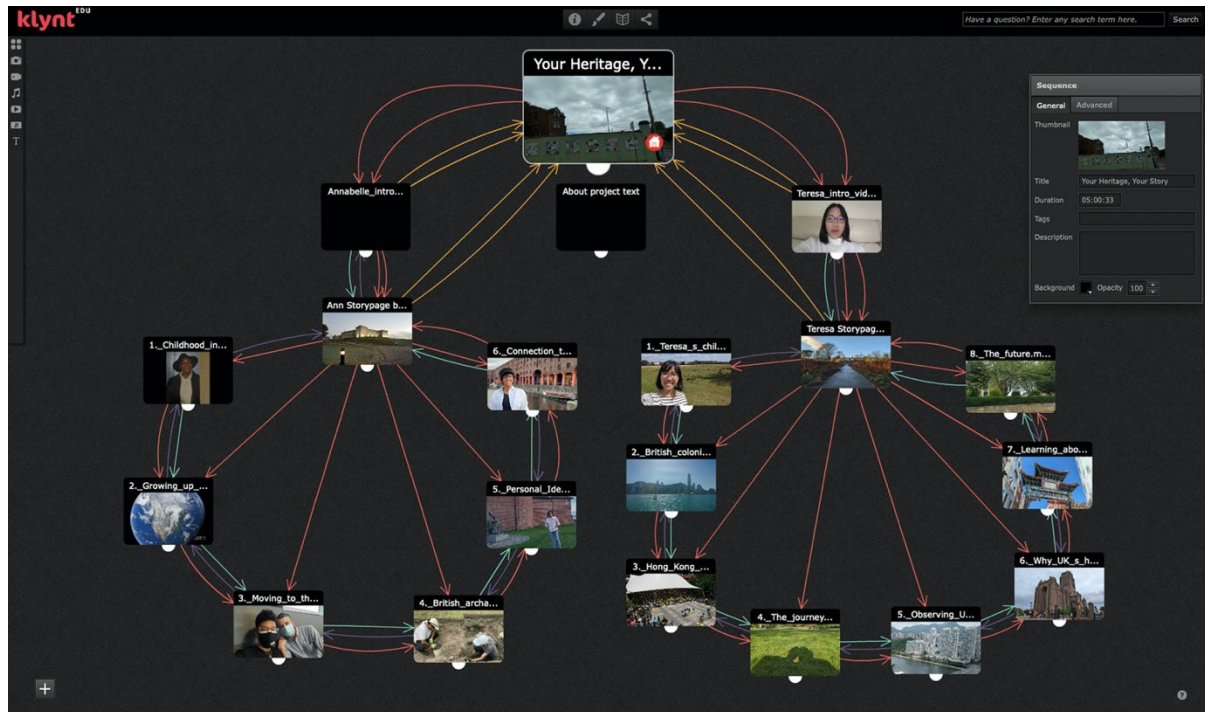 klynt EDU
Have a question? Enter any search term here.
Search
T
Your Heritage, Y...
Annabelle_intro...
About project text
Teresa_intro_vid...
Ann Storypage b...
Teresa Storypag...
1._Childhood_in...
6._Connection_t...
1._Teresa_s_chil...
8._The_future.m...
2._Growing_up_...
5._Personal_Ide...
2._British_coloni...
7._Learning_abo...
3._Moving_to_th...
4._British_archa...
3._Hong_Kong_...
4._The_journey...
5._Observing_U...
6._Why_UK_s_h...
Sequence
General
Advanced
Thumbnail
Title
Your Heritage, Your Story
Duration
05:00:33
Tags
Description
Background
Opacity
100